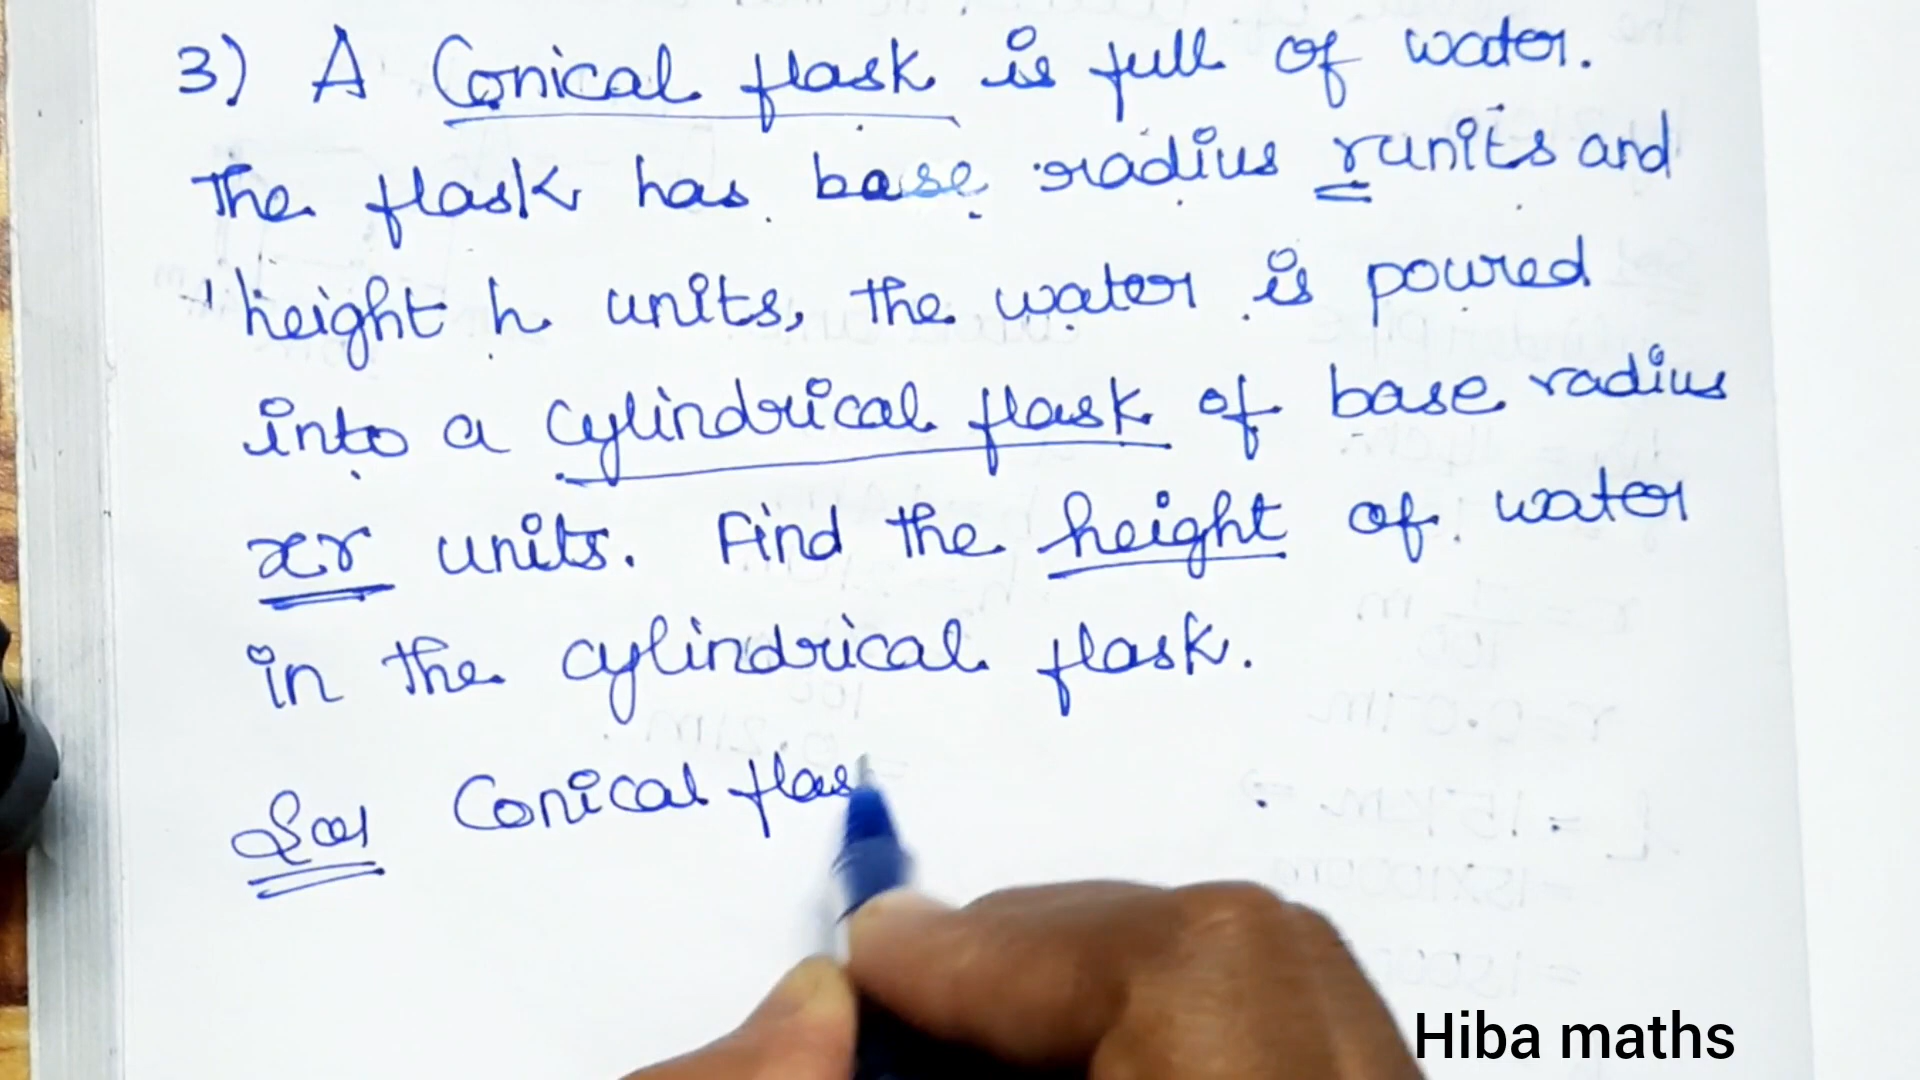 3) A Conical flask is full of water.
The flask has base radius r units and
height h units, the water is poured
into a cylindrical flask of base radius
xr units. Find the height of water
in the cylindrical flask.
Sol Conical flas
Hiba maths